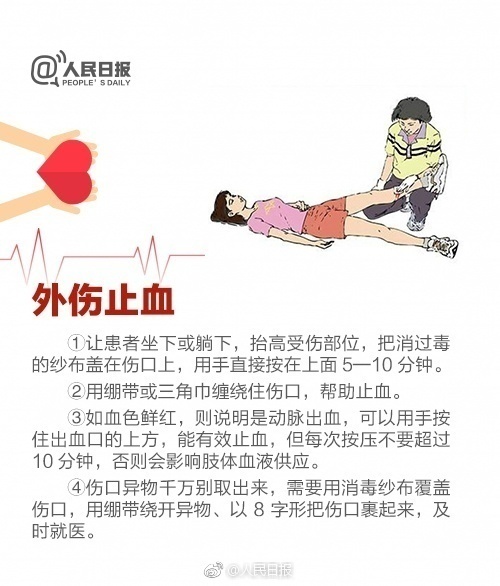 @人民日报
PEOPLE'S DAILY
外伤止血
①让患者坐下或躺下，抬高受伤部位，把消过毒
的纱布盖在伤口上，用手直接按在上面 5—10 分钟。
②用绷带或三角巾缠绕住伤口，帮助止血。
③如血色鲜红，则说明是动脉出血，可以用手按
住出血口的上方，能有效止血，但每次按压不要超过
10 分钟，否则会影响肢体血液供应。
④伤口异物千万别取出来，需要用消毒纱布覆盖
伤口，用绷带绕开异物、以 8 字形把伤口裹起来，及
时就医。
@人民日报